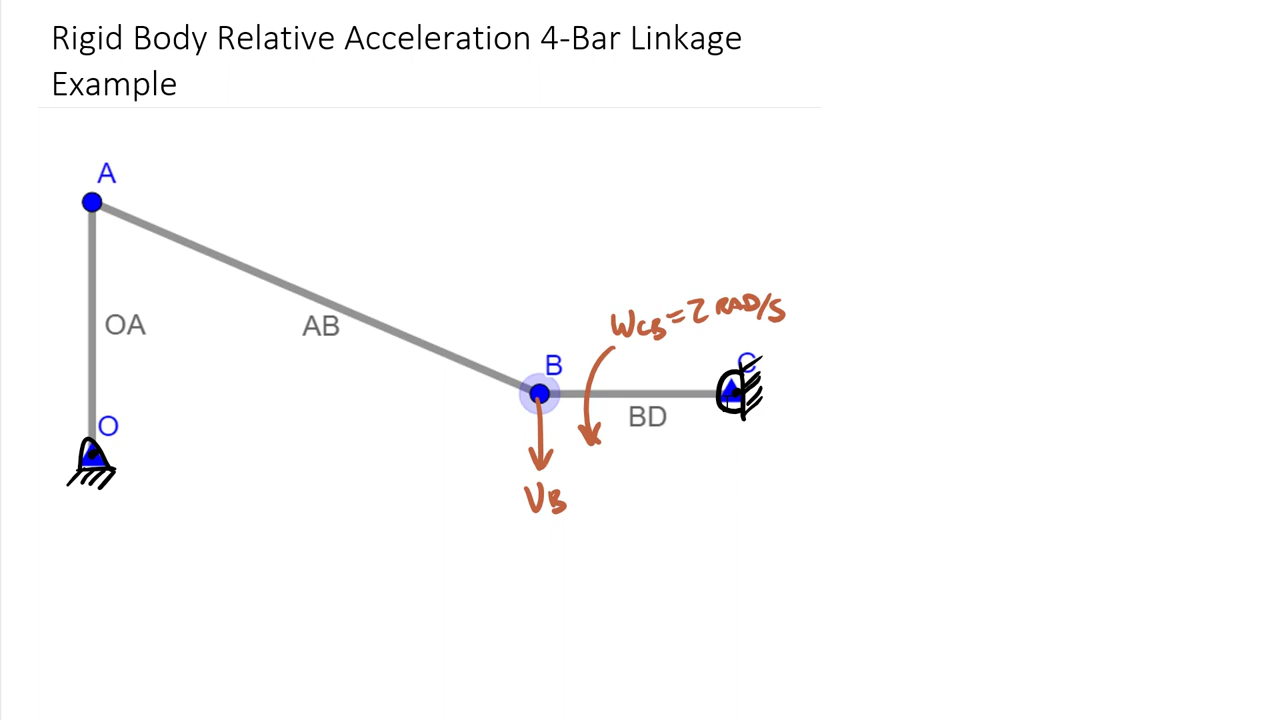 Rigid Body Relative Acceleration 4-Bar Linkage
Example
A
OA
AB
WCB=2 RAD/S
B
C
BD
O
VB